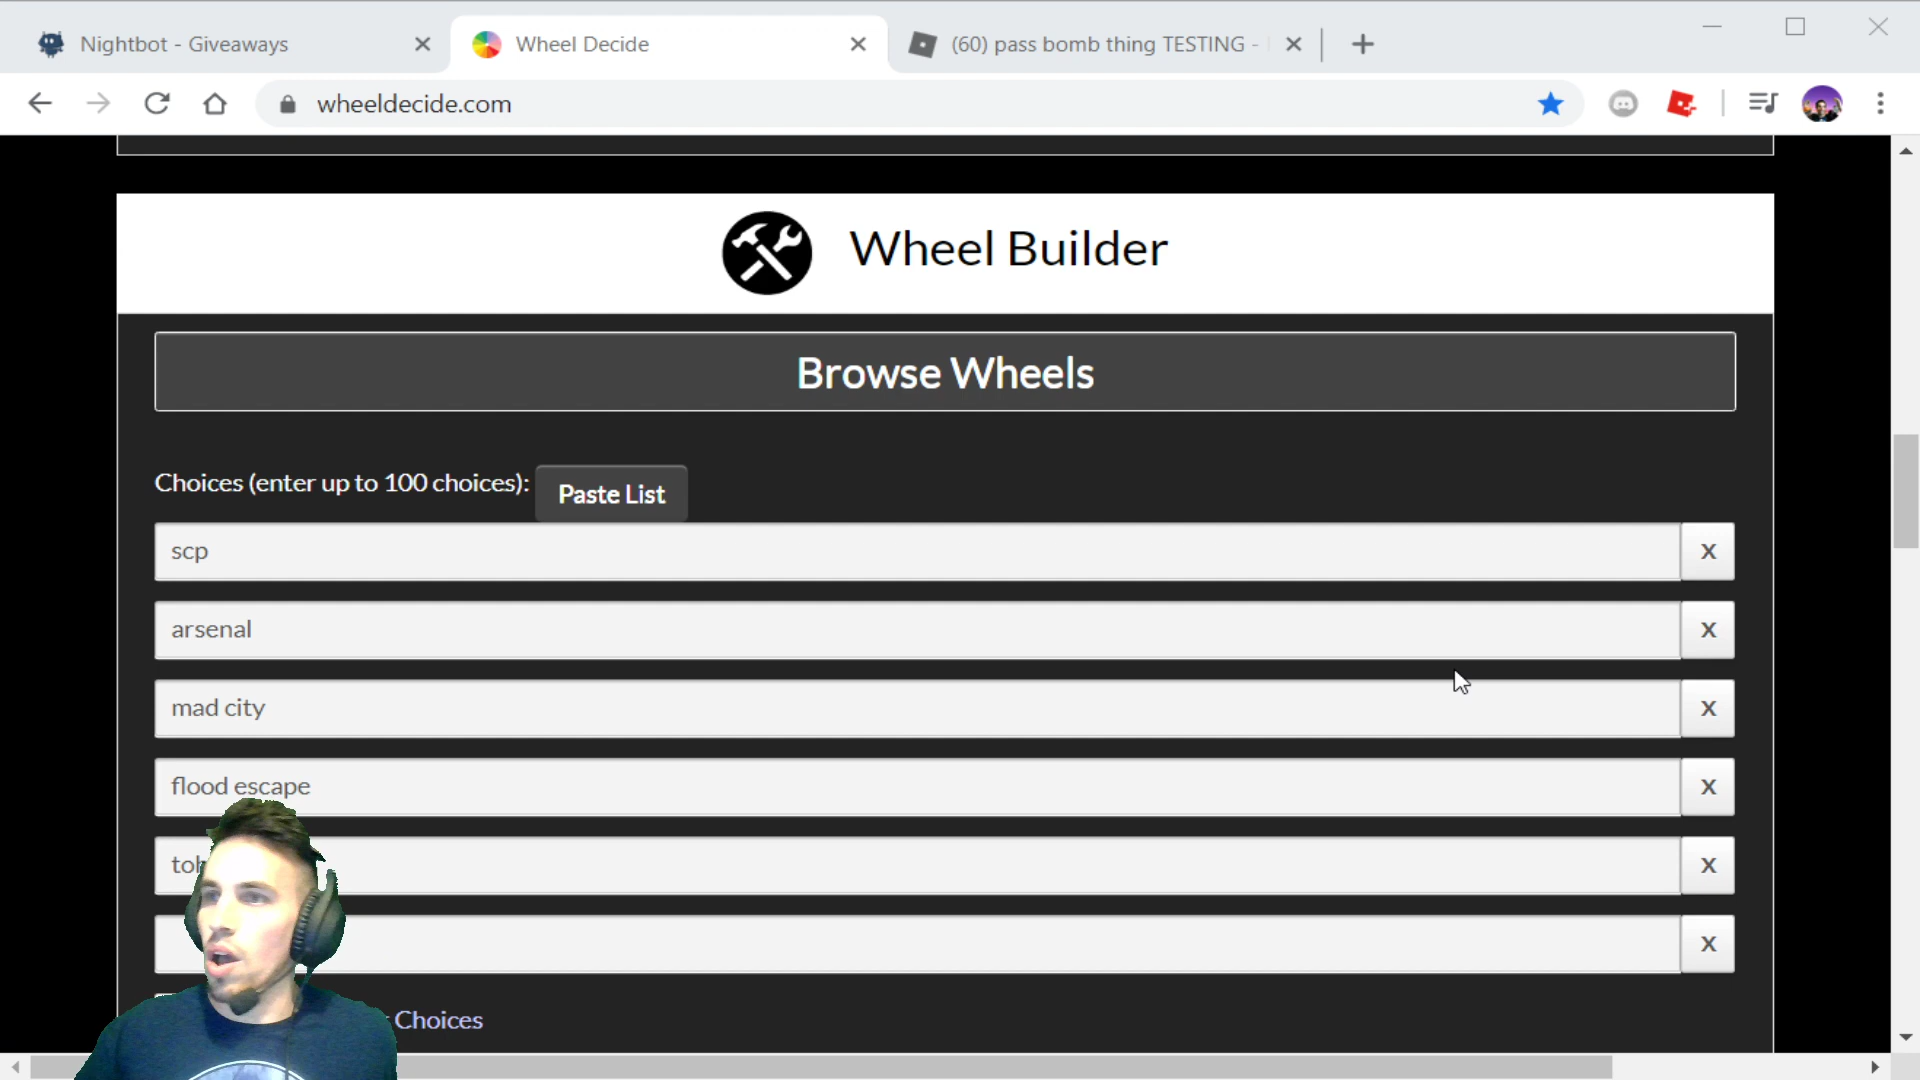 Nightbot - Giveaways
Wheel Decide
(60) pass bomb thing TESTING -
wheeldecide.com
Wheel Builder
Browse Wheels
Choices (enter up to 100 choices): Paste List
scp X
arsenal X
mad city X
flood escape X
X
X
Choices